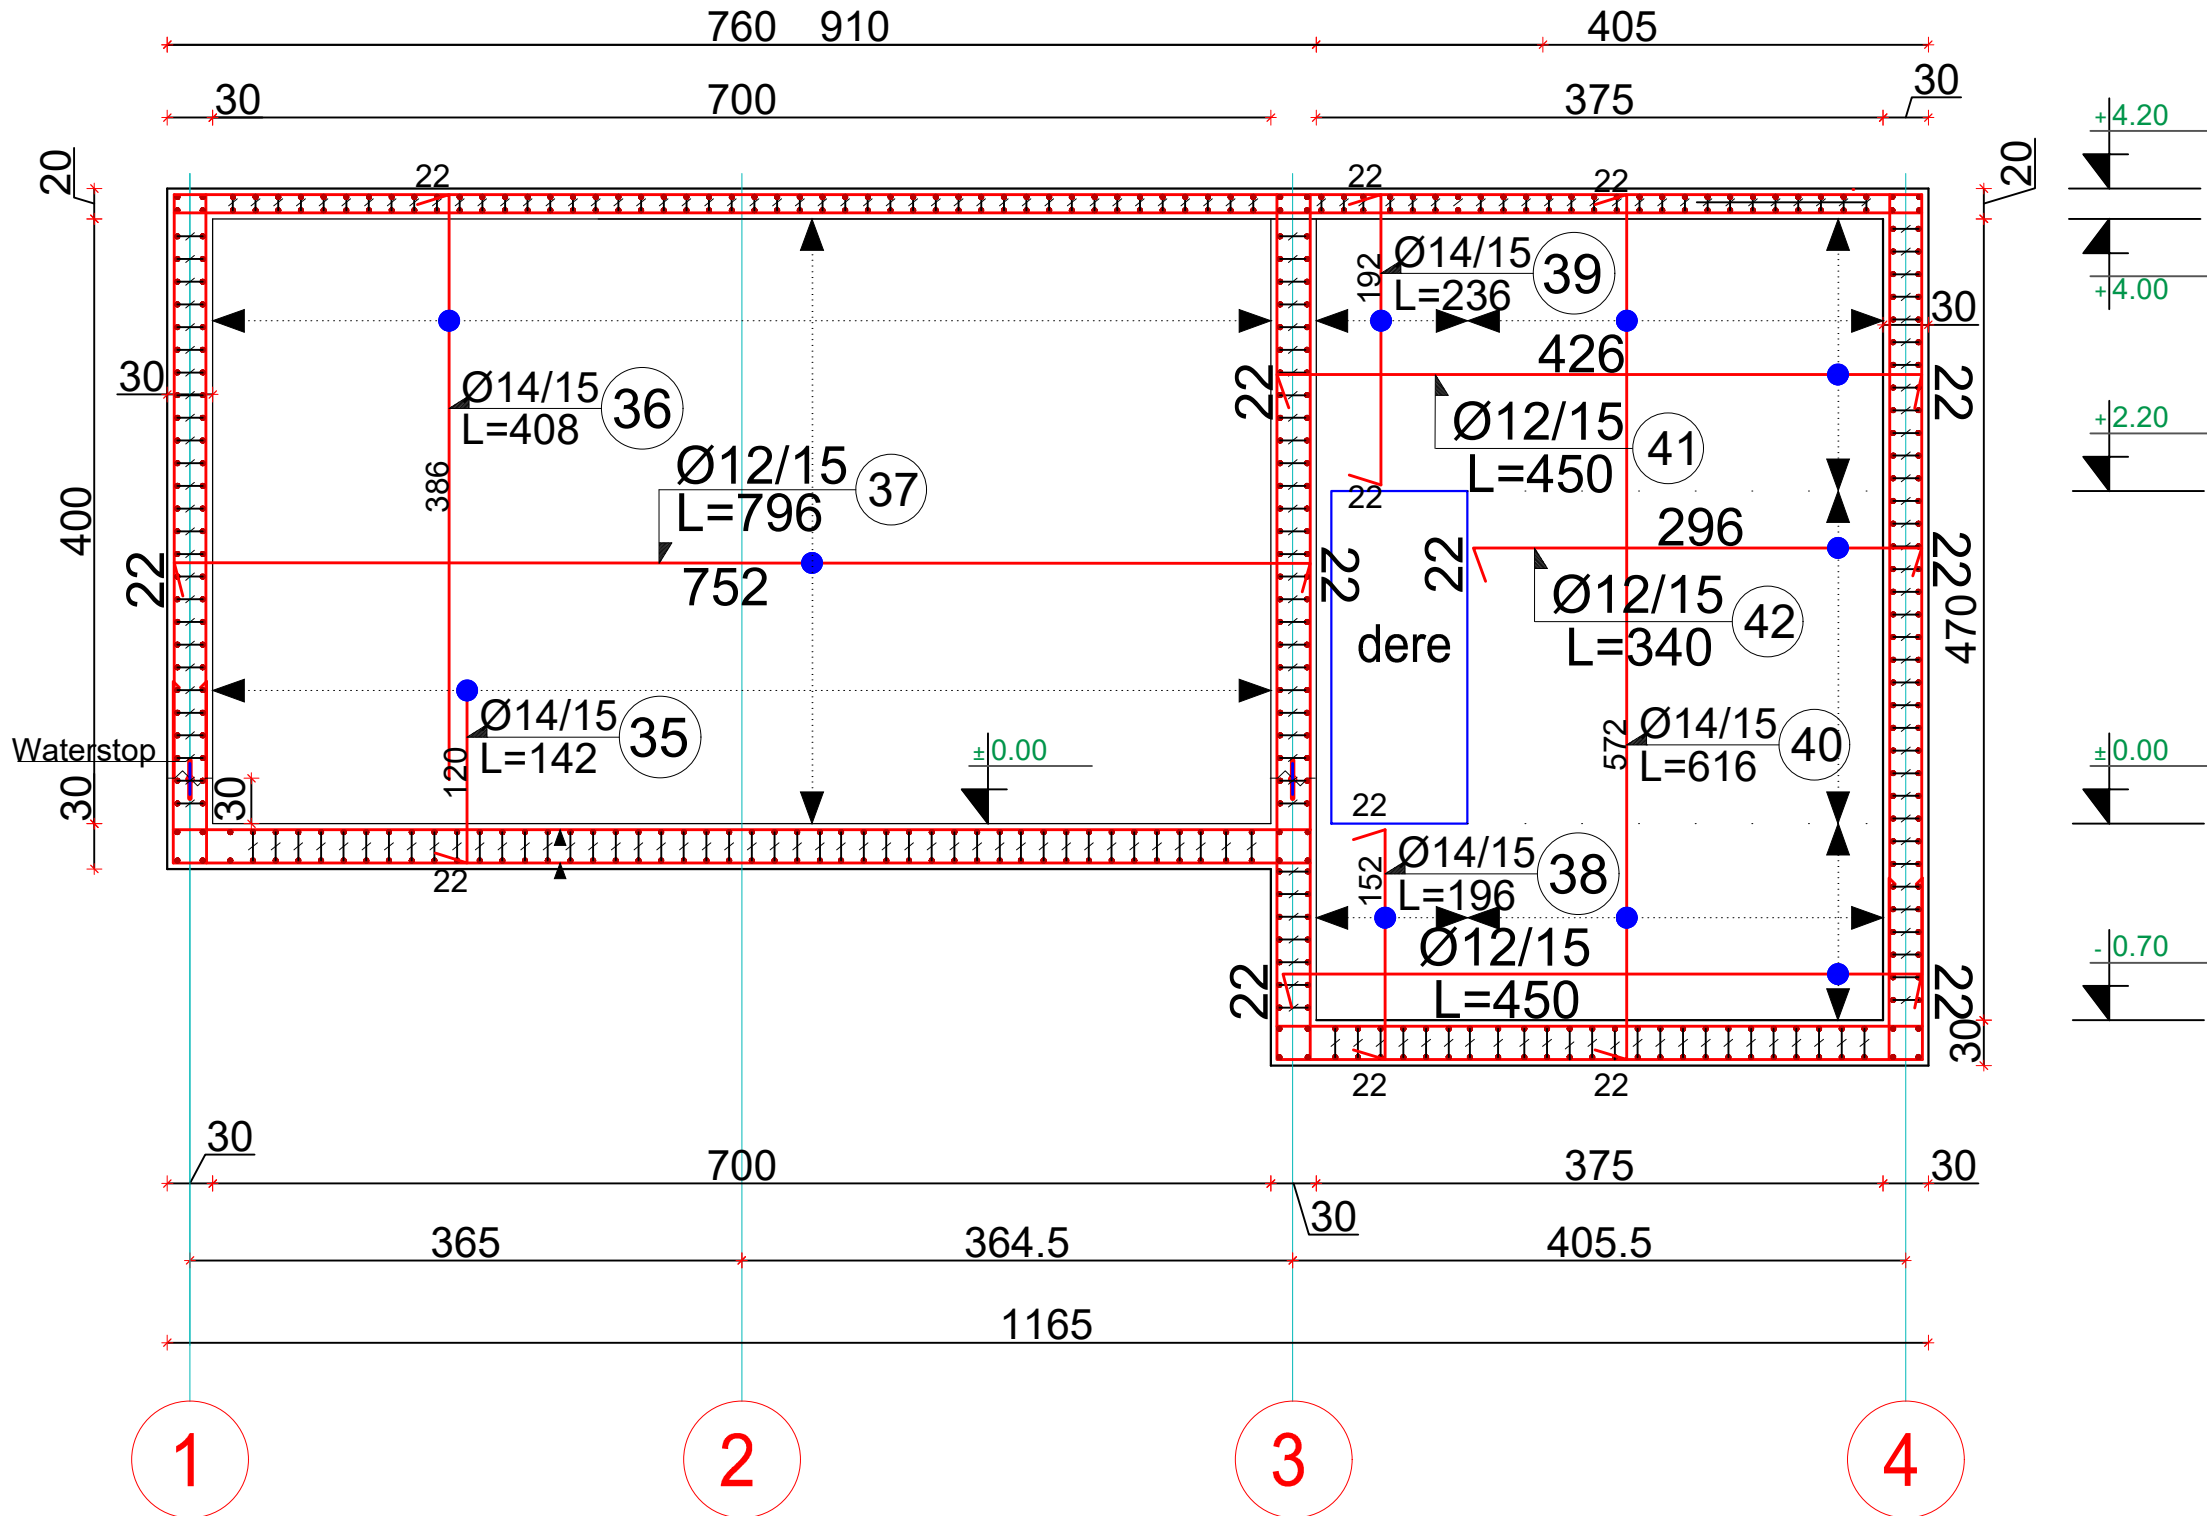 760 910 405
30 700 375 30
+4.20
20 22 22 22 20
Ø14/15 39
192 L=236
+4.00
30
426
30 Ø14/15 36 22 22
L=408
Ø12/15 41
L=450
+2.20
386
Ø12/15 37
L=796
22
400
296
22 752 22 22 22
Ø12/15 42
L=340
dere
470
Ø14/15 35
120 L=142
Waterstop
±0.00
572 Ø14/15 40
L=616
±0.00
30 30
22
22
Ø14/15 38
152 L=196
Ø12/15
L=450
22 22
-0.70
30
22 22
30 700 375 30
30
365 364.5 405.5
1165
1 2 3 4